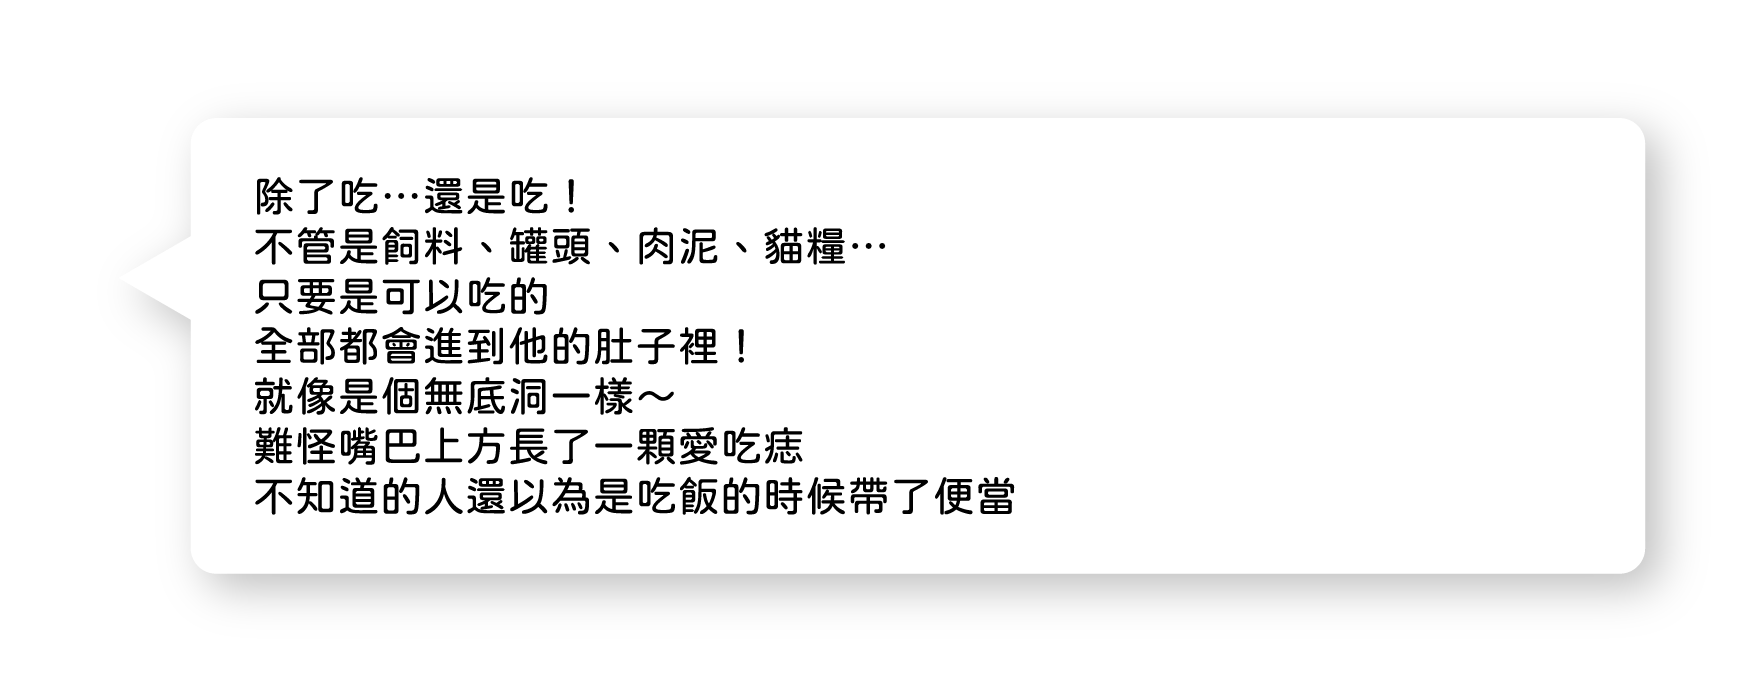 除了吃⋯還是吃！
不管是飼料、罐頭、肉泥、貓糧⋯
只要是可以吃的
全部都會進到他的肚子裡！
就像是個無底洞一樣～
難怪嘴巴上方長了一顆愛吃痣
不知道的人還以為是吃飯的時候帶了便當